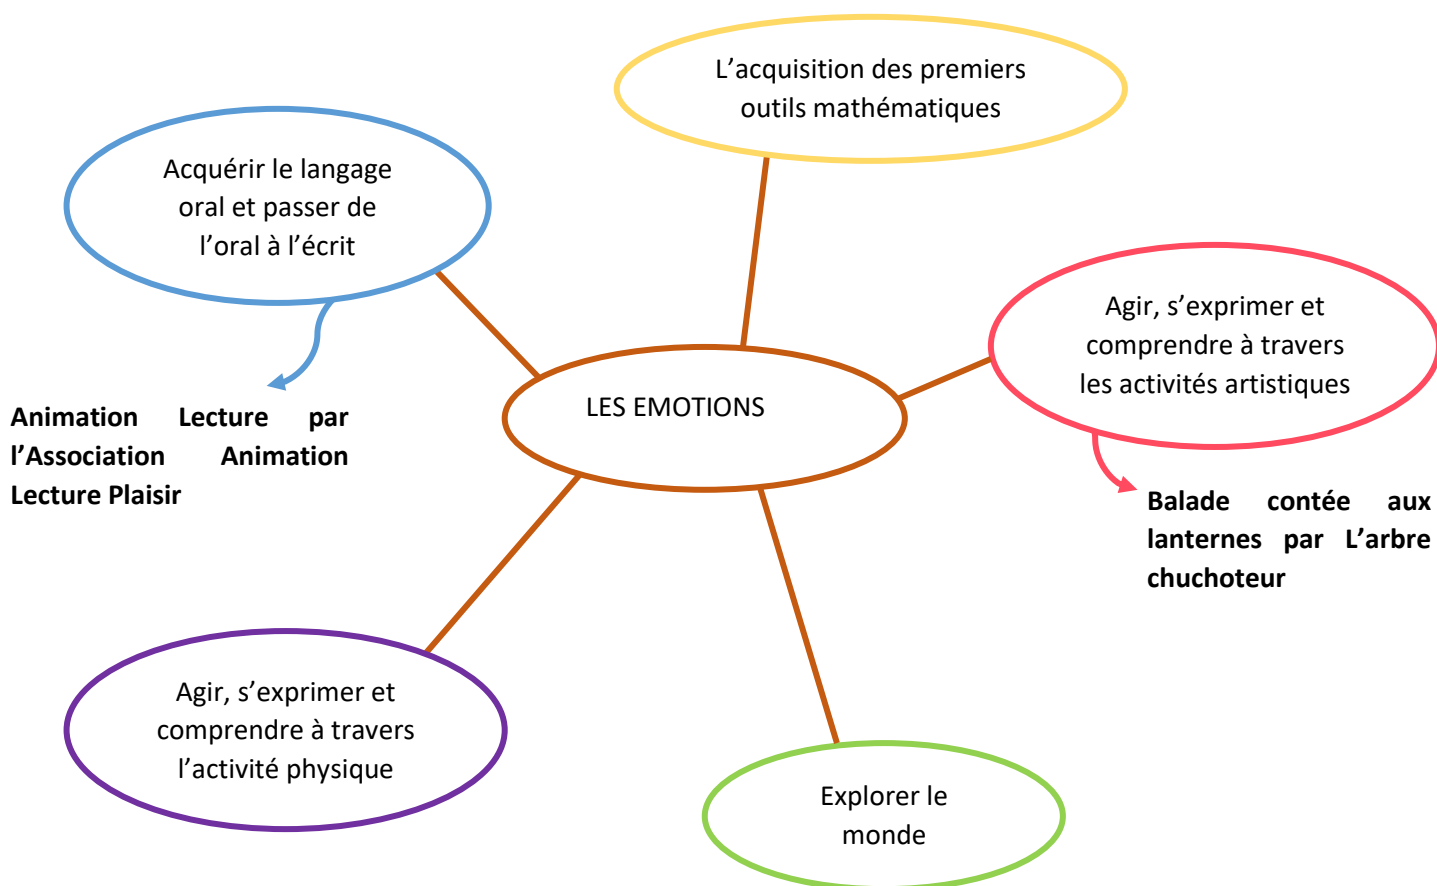 L’acquisition des premiers
outils mathématiques
Acquérir le langage
oral et passer de
l’oral à l’écrit
Agir, s’exprimer et
comprendre à travers
les activités artistiques
LES EMOTIONS
Animation Lecture par
l’Association Animation
Lecture Plaisir
Balade contée aux
lanternes par L’arbre
chuchoteur
Agir, s’exprimer et
comprendre à travers
l’activité physique
Explorer le
monde